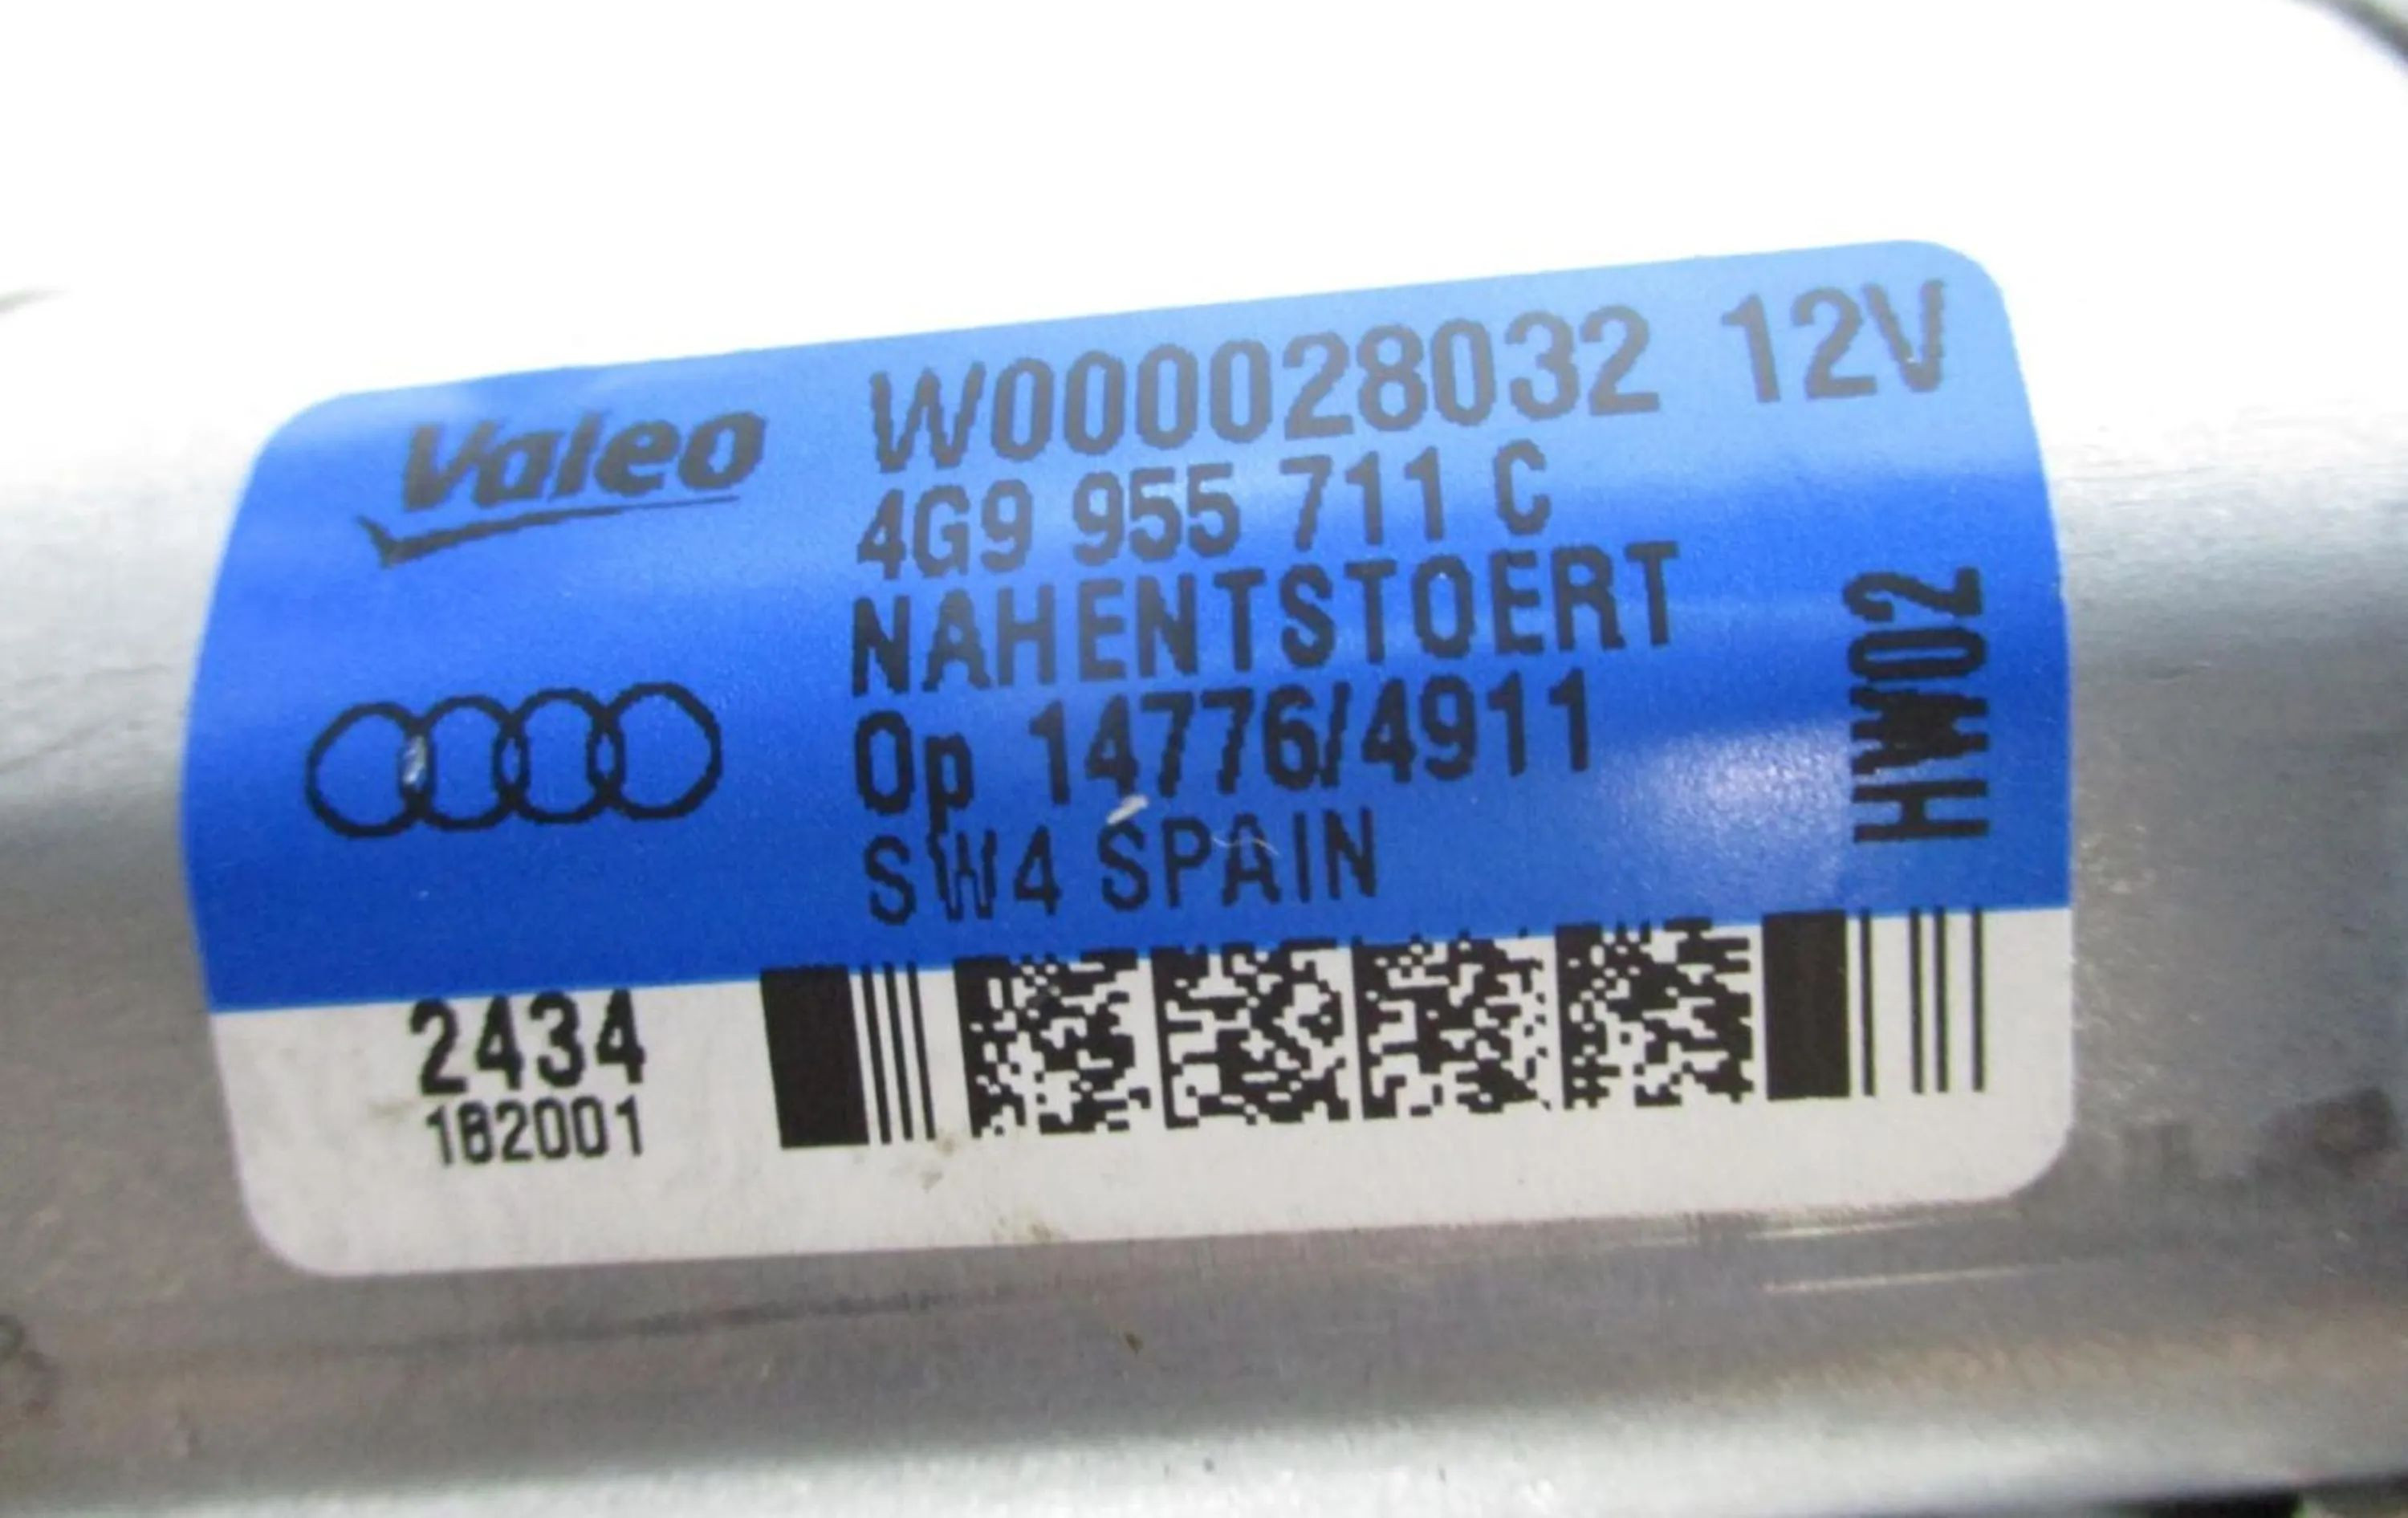 Valeo
W000028032 12V
4G9 955 711 C
NAHENTSTOERT
Op 14776/4911
SW4 SPAIN
HW02
2434
182001